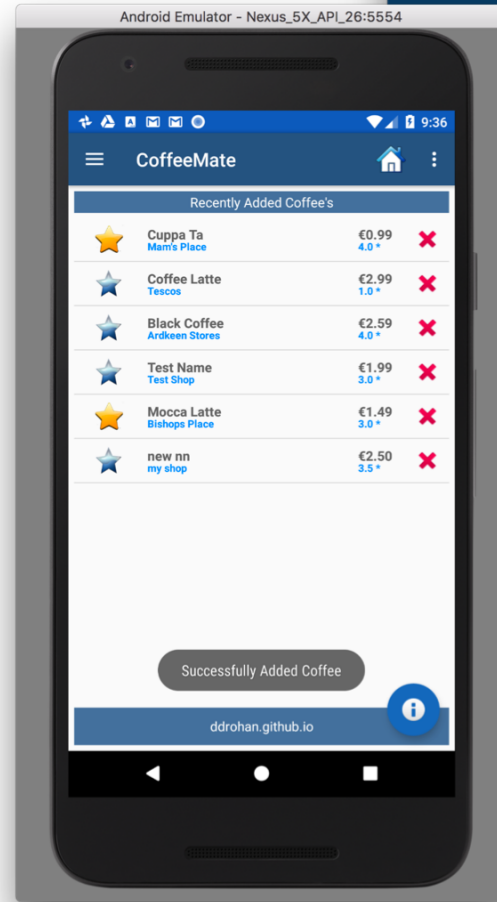 Android Emulator - Nexus_5X_API_26:5554
9:36
CoffeeMate
Recently Added Coffee's
Cuppa Ta €0.99
Mam's Place 4.0 *
Coffee Latte €2.99
Tescos 1.0 *
Black Coffee €2.59
Ardkeen Stores 4.0 *
Test Name €1.99
Test Shop 3.0 *
Mocca Latte €1.49
Bishops Place 3.0 *
new nn €2.50
my shop 3.5 *
Successfully Added Coffee
ddrohan.github.io